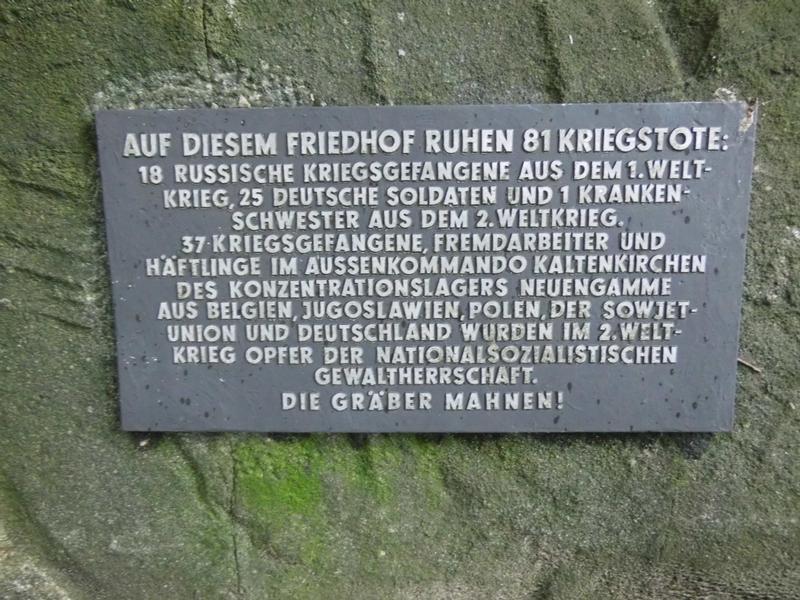 AUF DIESEM FRIEDHOF RUHEN 81 KRIEGSTOTE:
18 RUSSISCHE KRIEGSGEFANGENE AUS DEM 1. WELT-
KRIEG, 25 DEUTSCHE SOLDATEN UND 1 KRANKEN-
SCHWESTER AUS DEM 2. WELTKRIEG.
37 KRIEGSGEFANGENE, FREMDARBEITER UND
HÄFTLINGE IM AUSSENKOMMANDO KALTENKIRCHEN
DES KONZENTRATIONSLAGERS NEUENGAMME
AUS BELGIEN, JUGOSLAWIEN, POLEN, DER SOWJET-
UNION UND DEUTSCHLAND WURDEN IM 2. WELT-
KRIEG OPFER DER NATIONALSOZIALISTISCHEN
GEWALTHERRSCHAFT.
DIE GRÄBER MAHNEN!